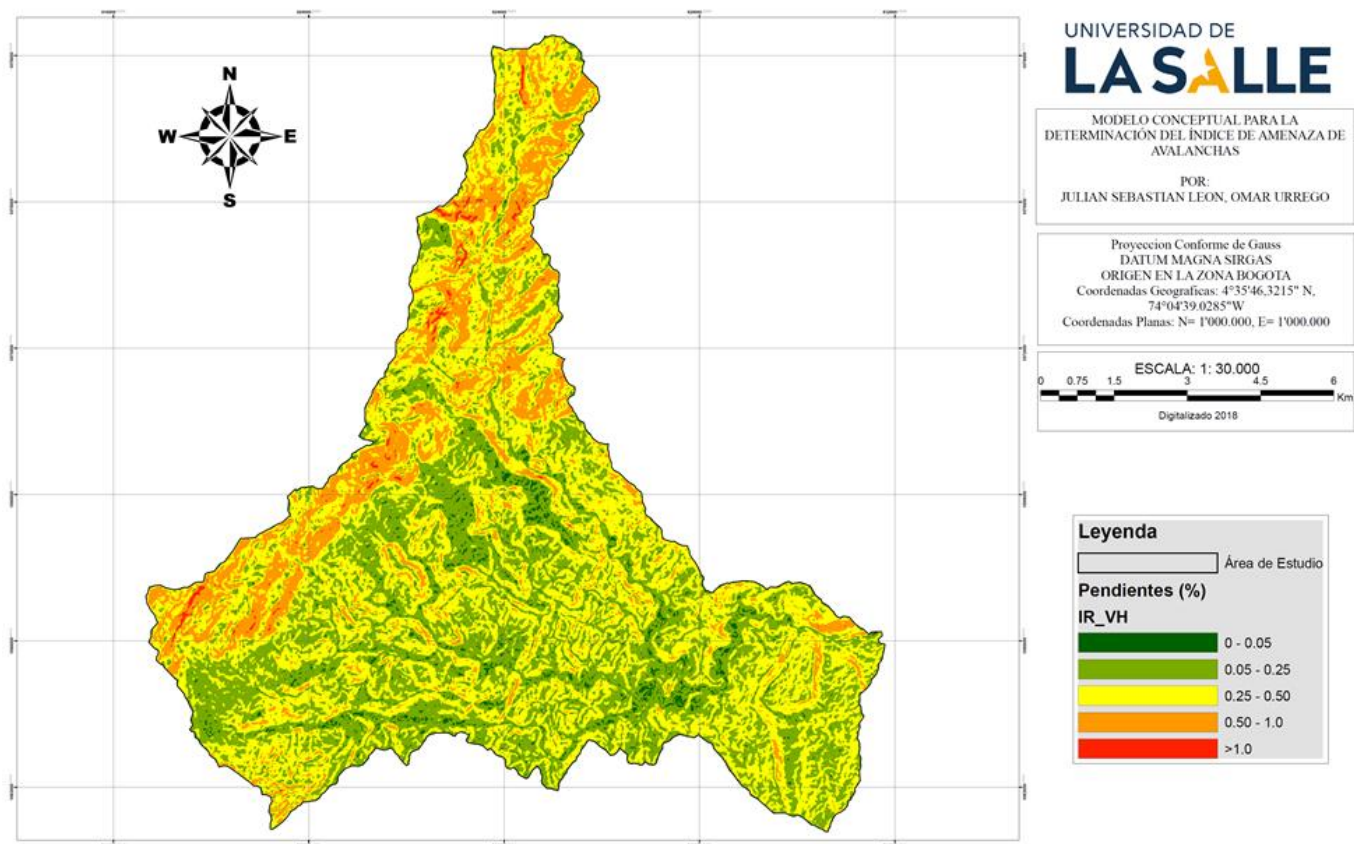 N
W
E
S
UNIVERSIDAD DE
LA SALLE
MODELO CONCEPTUAL PARA LA
DETERMINACIÓN DEL ÍNDICE DE AMENAZA DE
AVALANCHAS
POR:
JULIAN SEBASTIAN LEON, OMAR URREGO
Proyeccion Conforme de Gauss
DATUM MAGNA SIRGAS
ORIGEN EN LA ZONA BOGOTA
Coordenadas Geograficas: 4°35'46,3215" N,
74°04'39.0285"W
Coordenadas Planas: N= 1'000.000, E= 1'000.000
ESCALA: 1: 30.000
0 0.75 1.5 3 4.5 6
Km
Digitalizado 2018
Leyenda
Área de Estudio
Pendientes (%)
IR_VH
0 - 0.05
0.05 - 0.25
0.25 - 0.50
0.50 - 1.0
>1.0